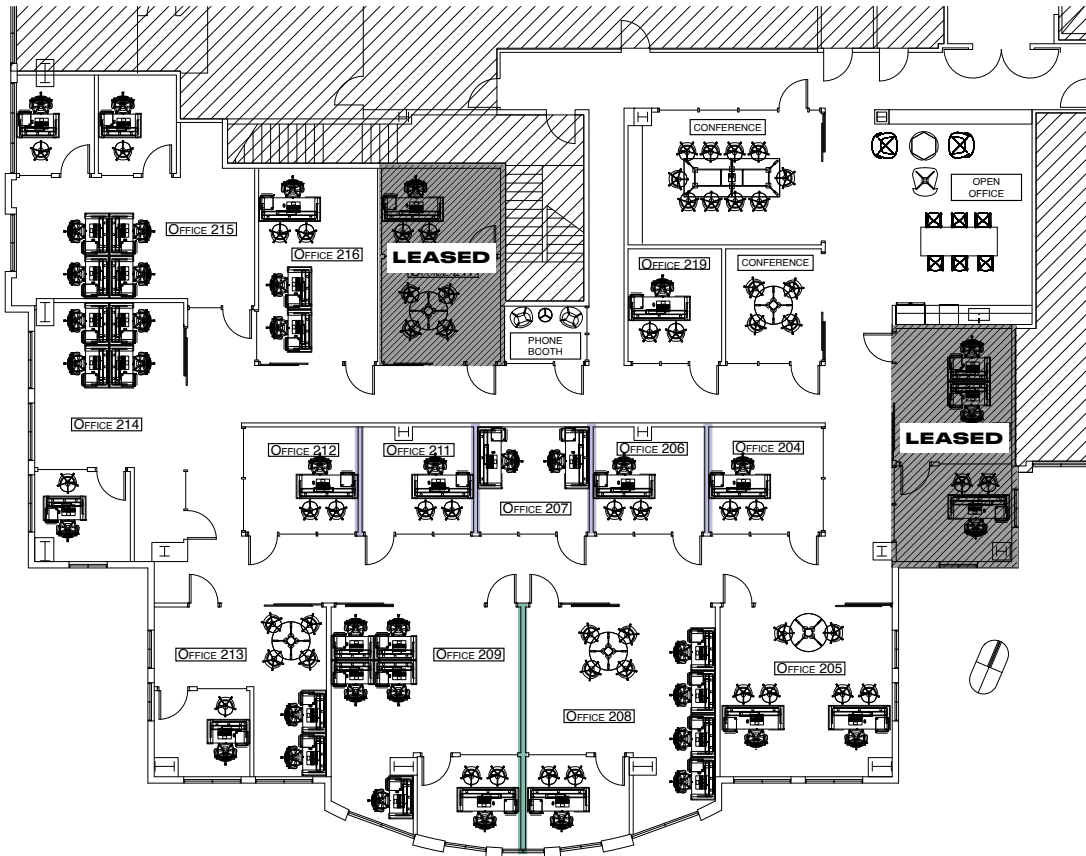 CONFERENCE
OPEN
OFFICE
OFFICE 215
OFFICE 216
LEASED
OFFICE 219
CONFERENCE
PHONE
BOOTH
OFFICE 214
LEASED
OFFICE 212
OFFICE 211
OFFICE 207
OFFICE 206
OFFICE 204
OFFICE 213
OFFICE 209
OFFICE 208
OFFICE 205